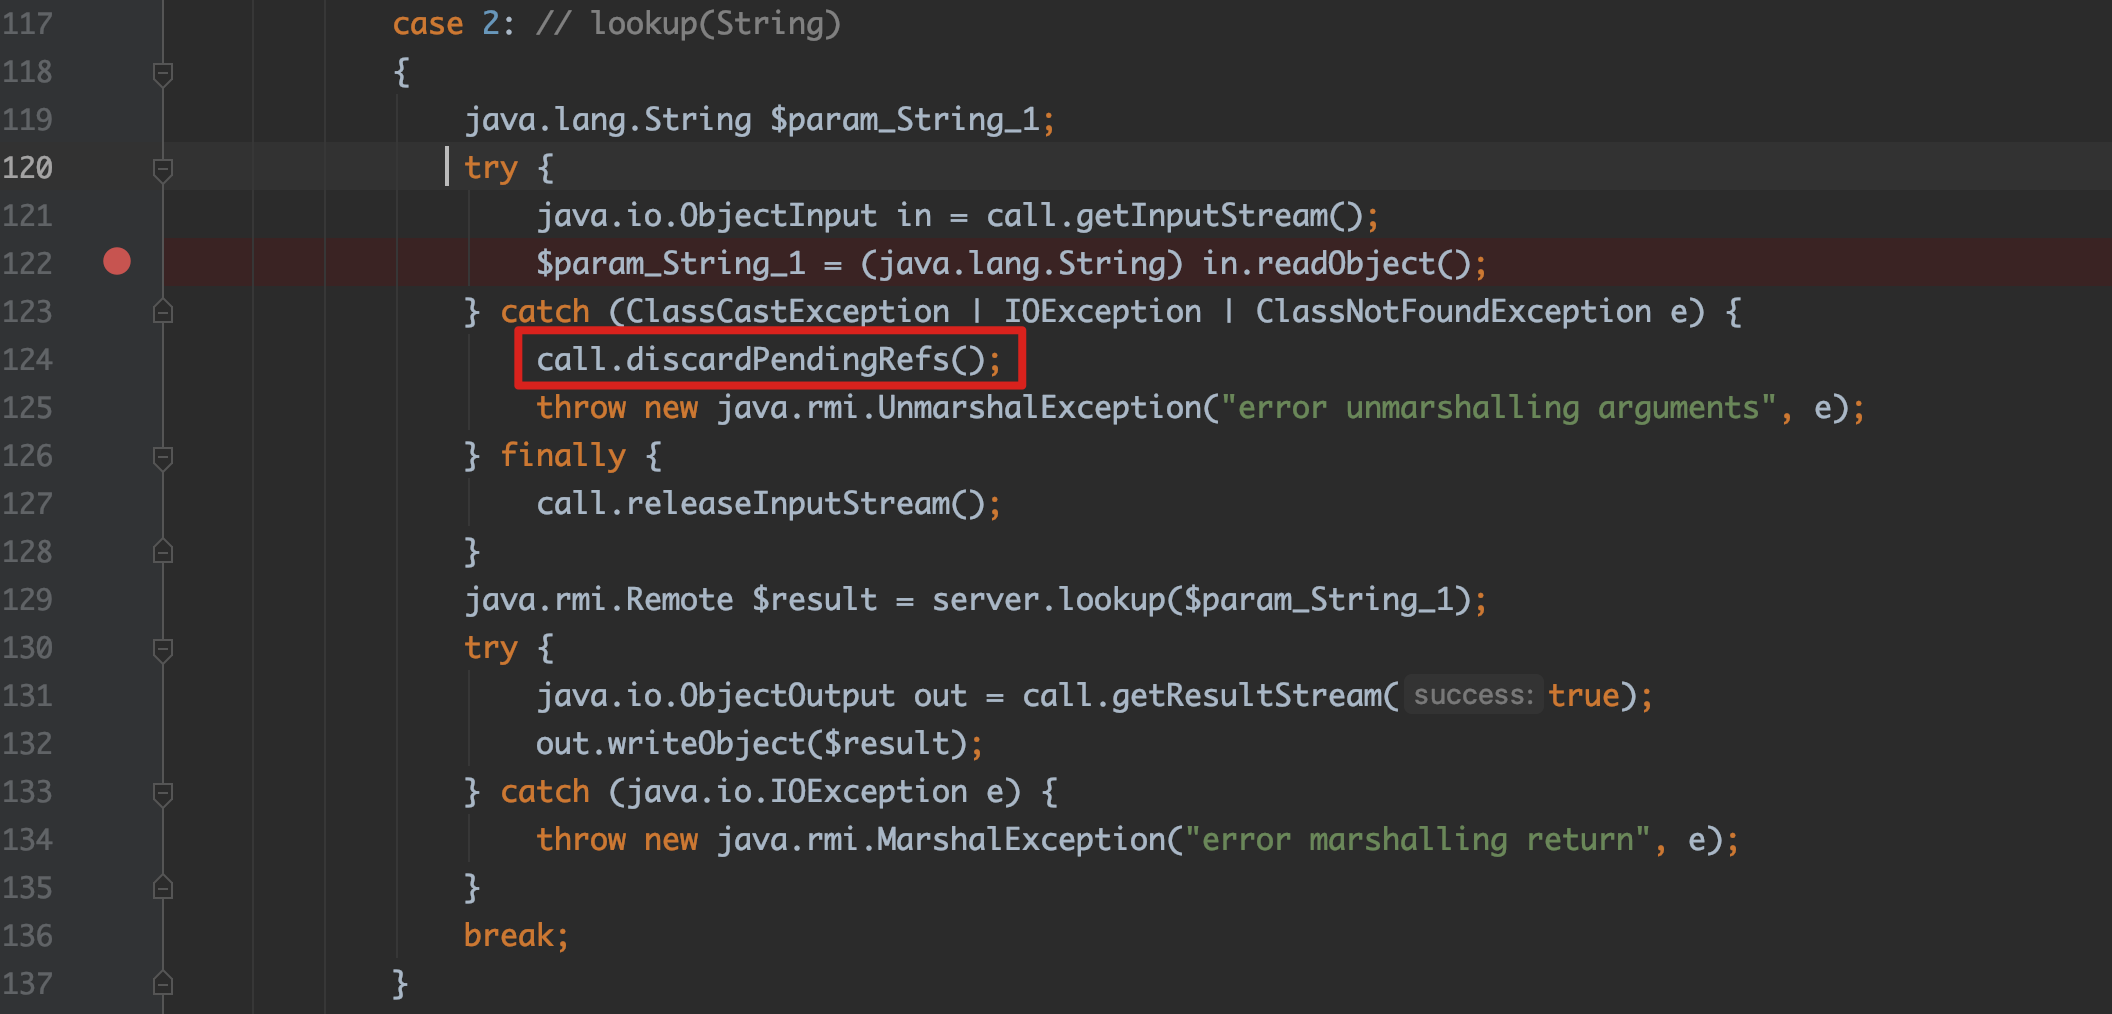 117 case 2: // lookup(String)
118 {
119 java.lang.String $param_String_1;
120 try {
121 java.io.ObjectInput in = call.getInputStream();
122 $param_String_1 = (java.lang.String) in.readObject();
123 } catch (ClassCastException | IOException | ClassNotFoundException e) {
124 call.discardPendingRefs();
125 throw new java.rmi.UnmarshalException("error unmarshalling arguments", e);
126 } finally {
127 call.releaseInputStream();
128 }
129 java.rmi.Remote $result = server.lookup($param_String_1);
130 try {
131 java.io.ObjectOutput out = call.getResultStream( success: true);
132 out.writeObject($result);
133 } catch (java.io.IOException e) {
134 throw new java.rmi.MarshalException("error marshalling return", e);
135 }
136 break;
137 }